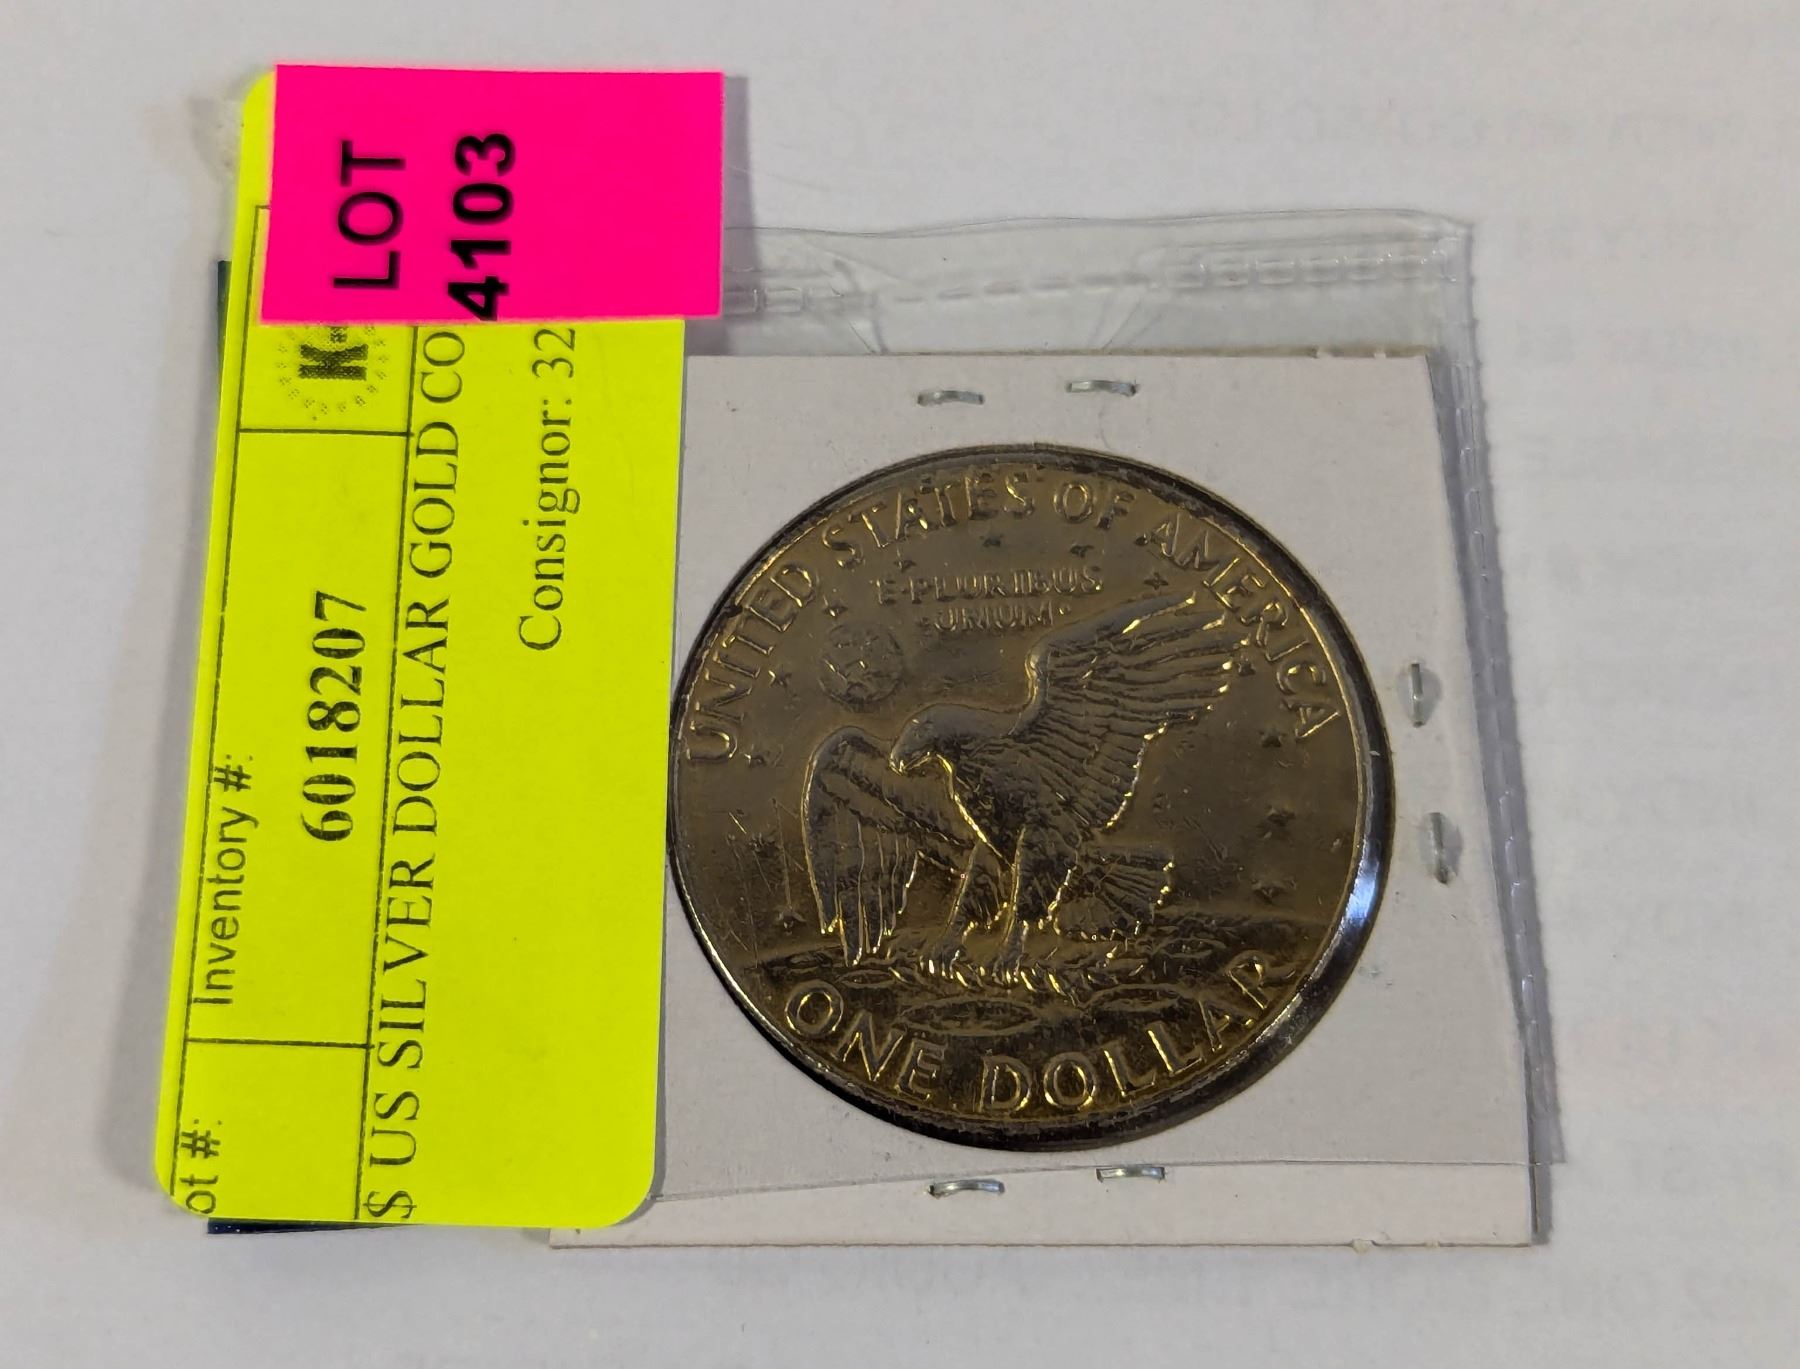 LOT
4103
K-
ot #:
Inventory #:
6018207
$ US SILVER DOLLAR GOLD CO
Consignor: 32
UNITED STATES OF AMERICA
E·PLURIBUS
UNUM
ONE DOLLAR